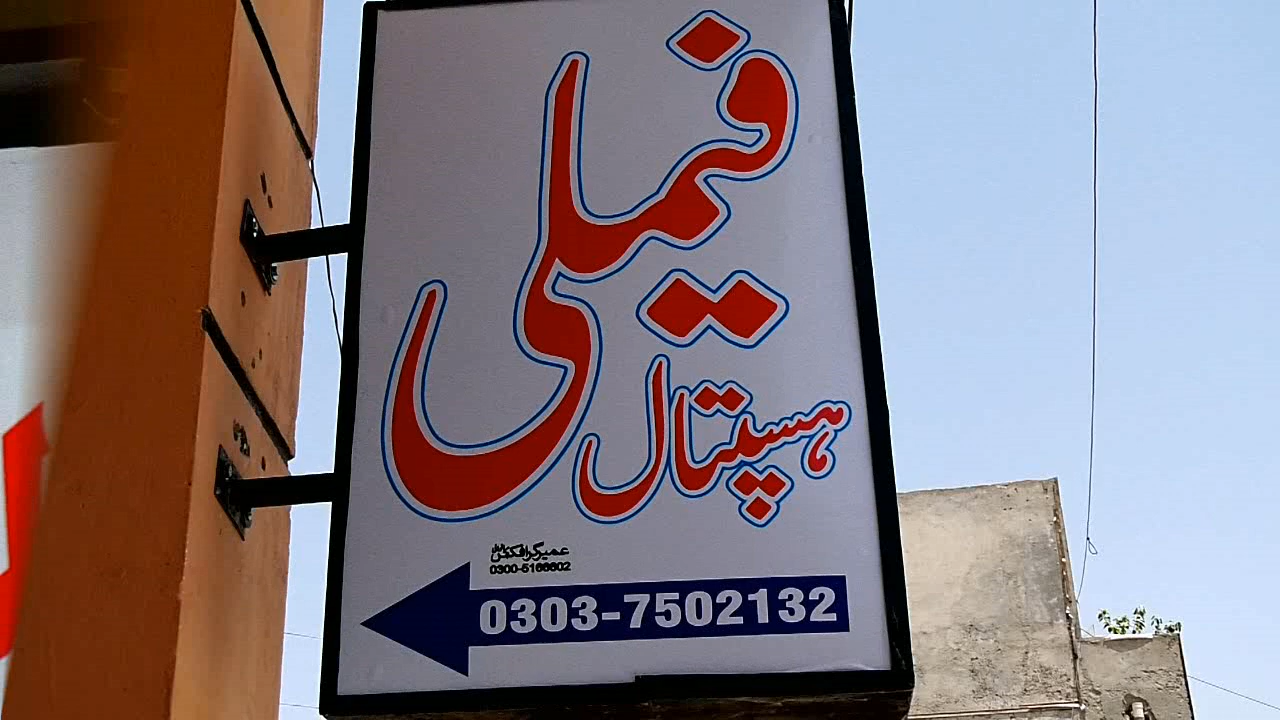 فیملی
ہسپتال
عمیر گرافکس
0300-5166602
0303-7502132